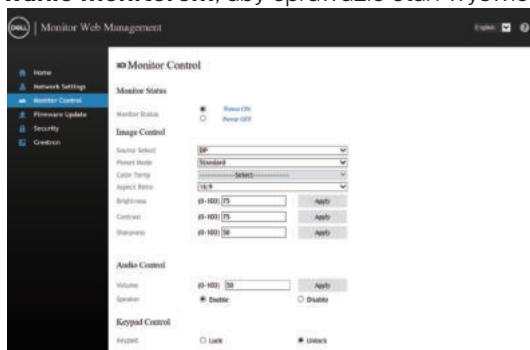 DELL | Monitor Web Management English
Home
Network Settings
Monitor Control
Firmware Update
Security
Crestron
Monitor Control
Monitor Status
Monitor Status Power ON
Power OFF
Image Control
Source Select DP
Preset Mode Standard
Color Temp -----------Select-----------
Aspect Ratio 16:9
Brightness (0-100) 75 Apply
Contrast (0-100) 75 Apply
Sharpness (0-100) 50 Apply
Audio Control
Volume (0-100) 50 Apply
Speaker Enable Disable
Keypad Control
Keypad Lock Unlock